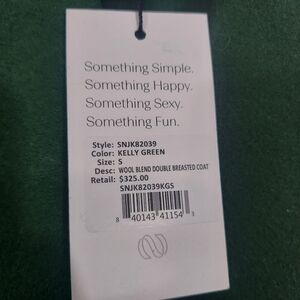 Something Simple.
Something Happy.
Something Sexy.
Something Fun.
Style: SNJK82039
Color: KELLY GREEN
Size: S
Desc: WOOL BLEND DOUBLE BREASTED COAT
Retail: $325.00
SNJK82039KGS
8 40143 41154 3